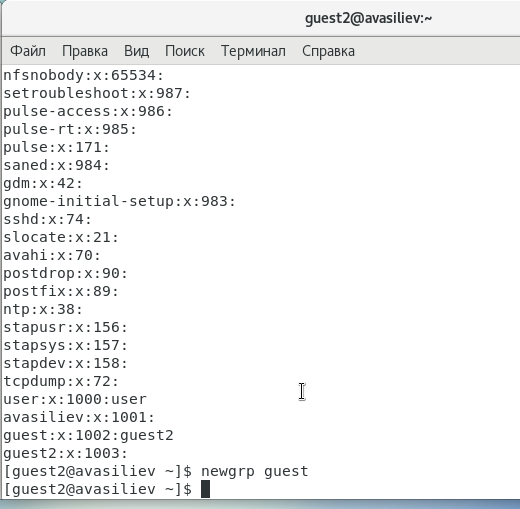 guest2@avasiliev:~
Файл Правка Вид Поиск Терминал Справка
nfsnobody:x:65534:
setroubleshoot:x:987:
pulse-access:x:986:
pulse-rt:x:985:
pulse:x:171:
saned:x:984:
gdm:x:42:
gnome-initial-setup:x:983:
sshd:x:74:
slocate:x:21:
avahi:x:70:
postdrop:x:90:
postfix:x:89:
ntp:x:38:
stapusr:x:156:
stapsys:x:157:
stapdev:x:158:
tcpdump:x:72:
user:x:1000:user
avasiliev:x:1001:
guest:x:1002:guest2
guest2:x:1003:
[guest2@avasiliev ~]$ newgrp guest
[guest2@avasiliev ~]$